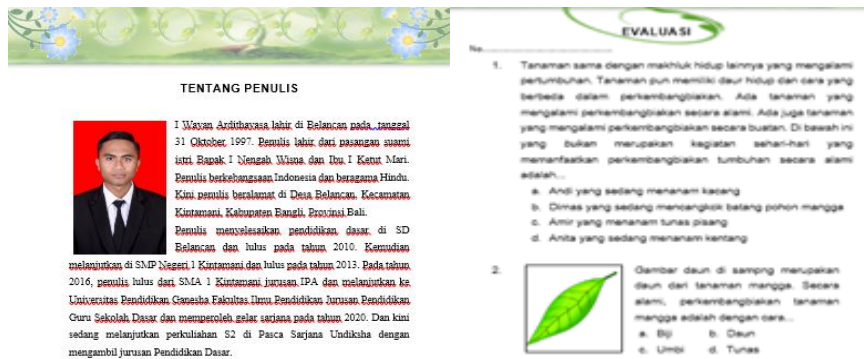 TENTANG PENULIS
I Wayan Ardithayasa lahir di Belancan pada tanggal
31 Oktober 1997. Penulis lahir dari pasangan suami
istri Bapak I Nengah Wisna dan Ibu I Ketut Mari.
Penulis berkebangsaan Indonesia dan beragama Hindu.
Kini penulis beralamat di Desa Belancan, Kecamatan
Kintamani, Kabupaten Bangli, Provinsi Bali.
Penulis menyelesaikan pendidikan dasar di SD
Belancan dan lulus pada tahun 2010. Kemudian
melanjutkan di SMP Negeri 1 Kintamani dan lulus pada tahun 2013. Pada tahun
2016, penulis lulus dari SMA 1 Kintamani jurusan IPA dan melanjutkan ke
Universitas Pendidikan Ganesha Fakultas Ilmu Pendidikan Jurusan Pendidikan
Guru Sekolah Dasar dan memperoleh gelar sarjana pada tahun 2020. Dan kini
sedang melanjutkan perkuliahan S2 di Pasca Sarjana Undiksha dengan
mengambil jurusan Pendidikan Dasar.
EVALUASI
1. Tanaman sama dengan makhluk hidup lainnya yang mengalami
pertumbuhan. Tanaman pun memiliki daur hidup dan cara yang
berbeda dalam perkembangbiakan. Ada tanaman yang
mengalami perkembangbiakan secara alami. Ada juga tanaman
yang mengalami perkembangbiakan secara buatan. Di bawah ini
yang bukan merupakan kegiatan sehari-hari yang
memanfaatkan perkembangbiakan tumbuhan secara alami
adalah...
a. Andi yang sedang menanam kacang
b. Dimas yang sedang mencangkok batang pohon mangga
c. Amir yang menanam tunas pisang
d. Anita yang sedang menanam kentang
2. Gambar daun di sampng merupakan
daun dari tanaman mangga. Secara
alami, perkembangbiakan tanaman
mangga adalah dengan cara...
a. Biji b. Daun
c. Umbi d. Tunas